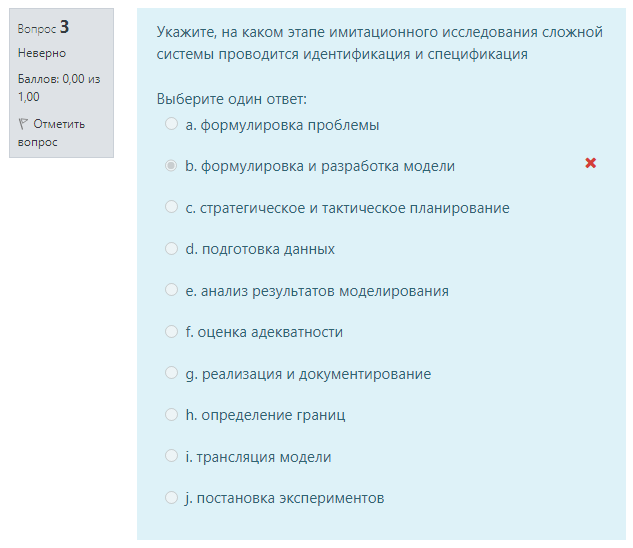 Вопрос 3
Неверно
Баллов: 0,00 из
1,00
Отметить
вопрос
Укажите, на каком этапе имитационного исследования сложной
системы проводится идентификация и спецификация
Выберите один ответ:
a. формулировка проблемы
b. формулировка и разработка модели
c. стратегическое и тактическое планирование
d. подготовка данных
e. анализ результатов моделирования
f. оценка адекватности
g. реализация и документирование
h. определение границ
i. трансляция модели
j. постановка экспериментов